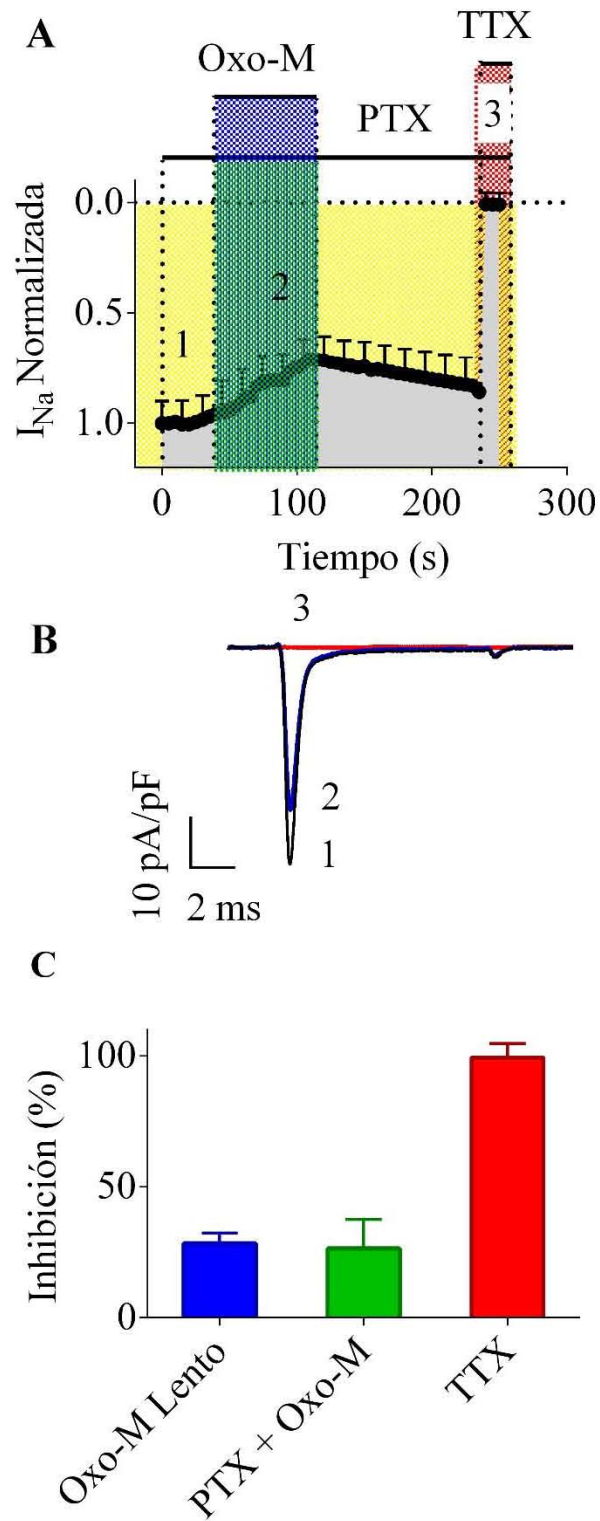 A
TTX
Oxo-M
PTX
3
0.0
2
0.5
1
1.0
I_Na Normalizada
0
100
200
300
Tiempo (s)
B
3
2
1
10 pA/pF
2 ms
C
100
50
0
Inhibición (%)
Oxo-M Lento
PTX + Oxo-M
TTX